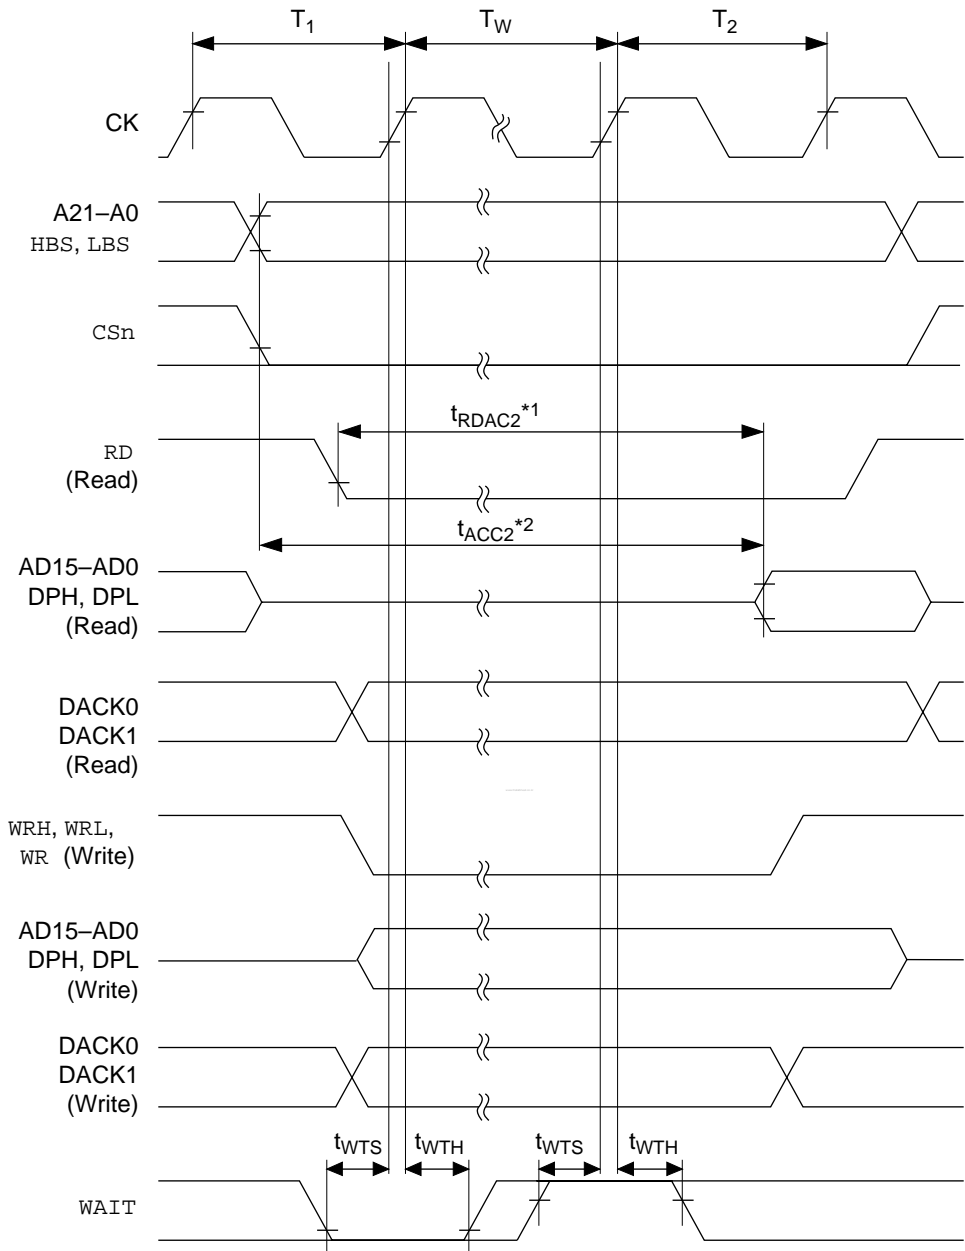 T1 TW T2
CK
A21–A0
HBS, LBS
CSn
tRDAC2*1
RD
(Read)
tACC2*2
AD15–AD0
DPH, DPL
(Read)
DACK0
DACK1
(Read)
WRH, WRL,
WR (Write)
AD15–AD0
DPH, DPL
(Write)
DACK0
DACK1
(Write)
tWTS tWTH tWTS tWTH
WAIT